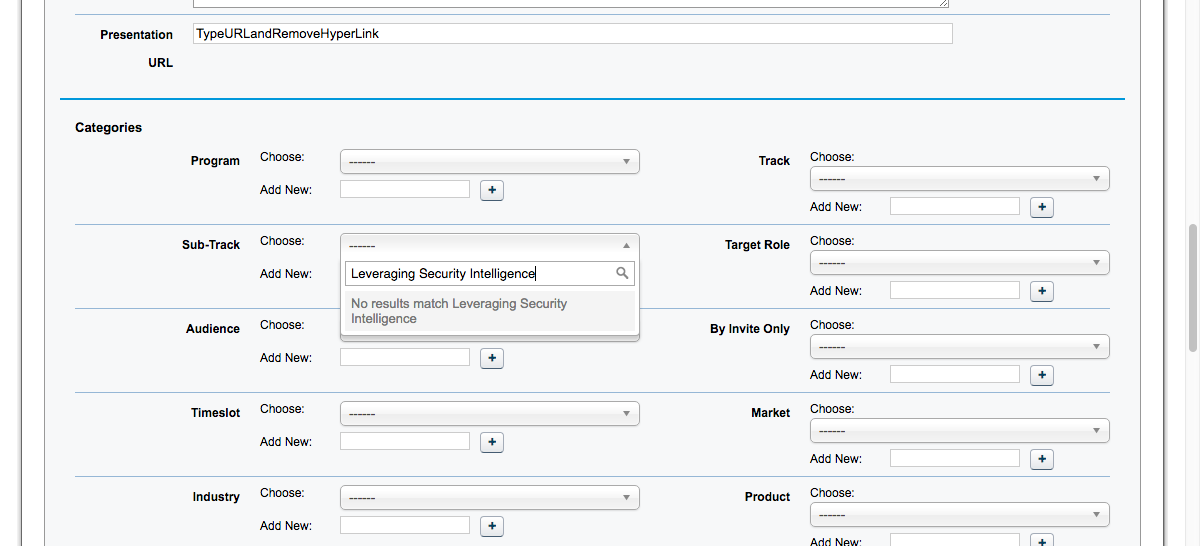 Presentation
URL
TypeURLandRemoveHyperLink
Categories
Program Choose: ------
Add New: +
Track Choose:
------
Add New: +
Sub-Track Choose: ------
Add New:
Leveraging Security Intelligence
No results match Leveraging Security
Intelligence
Target Role Choose:
------
Add New: +
Audience Choose:
Add New: +
By Invite Only Choose:
------
Add New: +
Timeslot Choose: ------
Add New: +
Market Choose:
------
Add New: +
Industry Choose: ------
Add New: +
Product Choose:
------
Add New: +